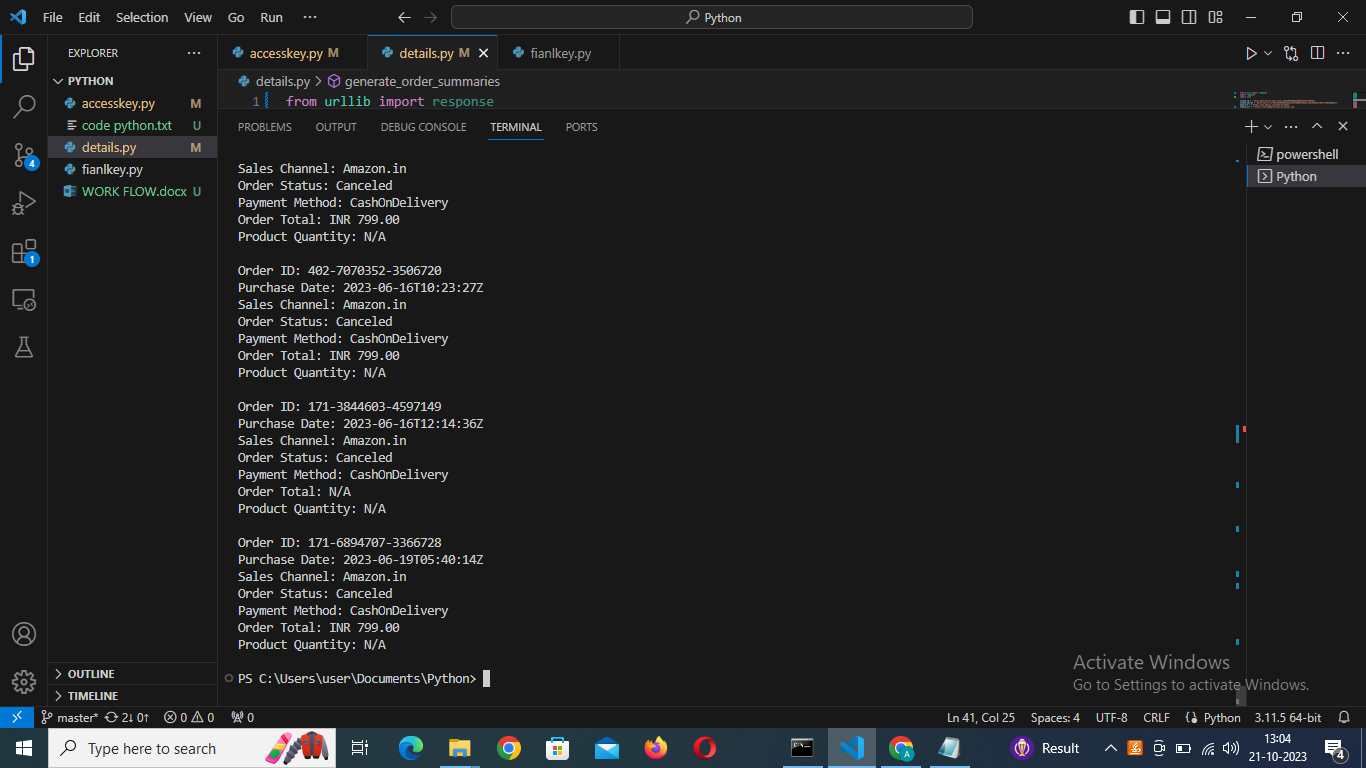 File Edit Selection View Go Run ··· Python
EXPLORER ···
accesskey.py M details.py M fianlkey.py
PYTHON
accesskey.py M
code python.txt U
details.py M
fianlkey.py
WORK FLOW.docx U
OUTLINE
TIMELINE
4
1
details.py > generate_order_summaries
1 from urllib import response
PROBLEMS OUTPUT DEBUG CONSOLE TERMINAL PORTS
powershell
Python
Sales Channel: Amazon.in
Order Status: Canceled
Payment Method: CashOnDelivery
Order Total: INR 799.00
Product Quantity: N/A
Order ID: 402-7070352-3506720
Purchase Date: 2023-06-16T10:23:27Z
Sales Channel: Amazon.in
Order Status: Canceled
Payment Method: CashOnDelivery
Order Total: INR 799.00
Product Quantity: N/A
Order ID: 171-3844603-4597149
Purchase Date: 2023-06-16T12:14:36Z
Sales Channel: Amazon.in
Order Status: Canceled
Payment Method: CashOnDelivery
Order Total: N/A
Product Quantity: N/A
Order ID: 171-6894707-3366728
Purchase Date: 2023-06-19T05:40:14Z
Sales Channel: Amazon.in
Order Status: Canceled
Payment Method: CashOnDelivery
Order Total: INR 799.00
Product Quantity: N/A
PS C:\Users\user\Documents\Python>
Activate Windows
Go to Settings to activate Windows.
master* 2↓ 0↑ 0 0 0 Ln 41, Col 25 Spaces: 4 UTF-8 CRLF Python 3.11.5 64-bit
Type here to search Result 13:04
21-10-2023 4